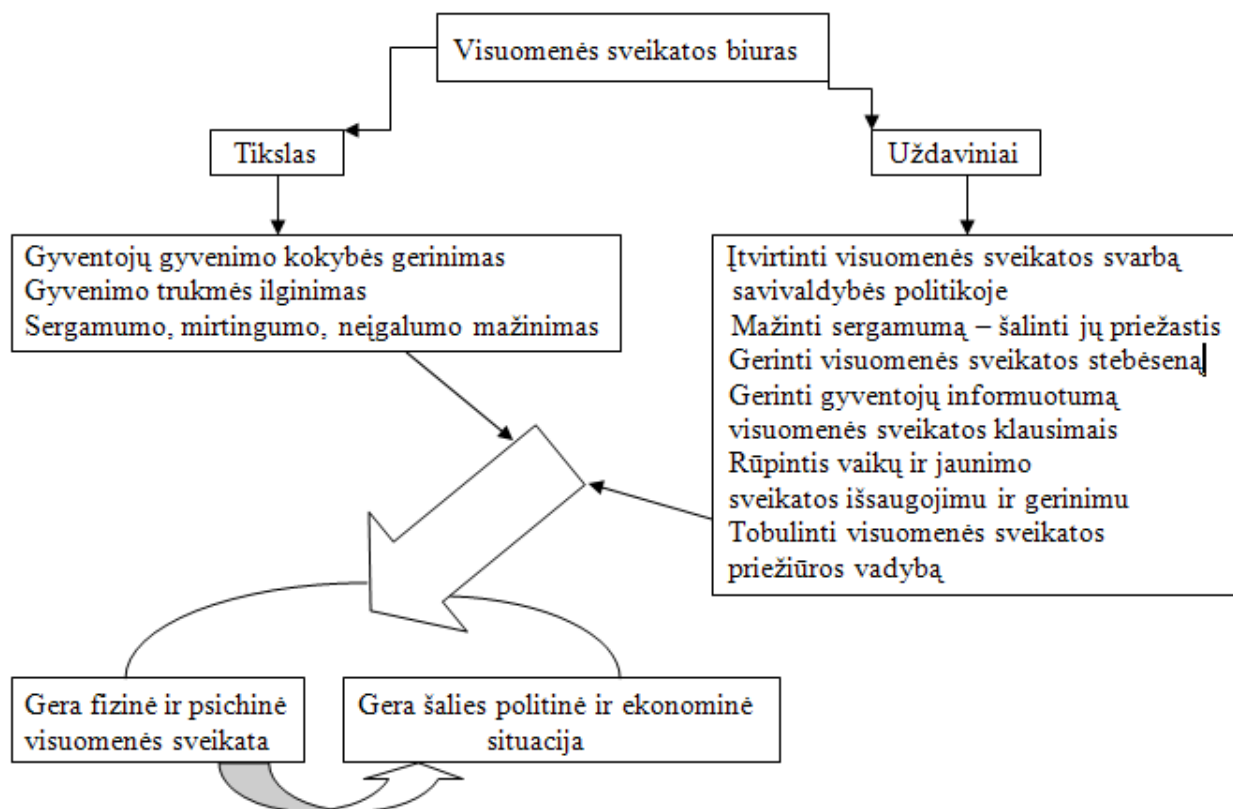 Visuomenės sveikatos biuras
Tikslas
Uždaviniai
Gyventojų gyvenimo kokybės gerinimas
Gyvenimo trukmės ilginimas
Sergamumo, mirtingumo, neįgalumo mažinimas
Įtvirtinti visuomenės sveikatos svarbą
savivaldybės politikoje
Mažinti sergamumą – šalinti jų priežastis
Gerinti visuomenės sveikatos stebėseną
Gerinti gyventojų informuotumą
visuomenės sveikatos klausimais
Rūpintis vaikų ir jaunimo
sveikatos išsaugojimu ir gerinimu
Tobulinti visuomenės sveikatos
priežiūros vadybą
Gera fizinė ir psichinė
visuomenės sveikata
Gera šalies politinė ir ekonominė
situacija